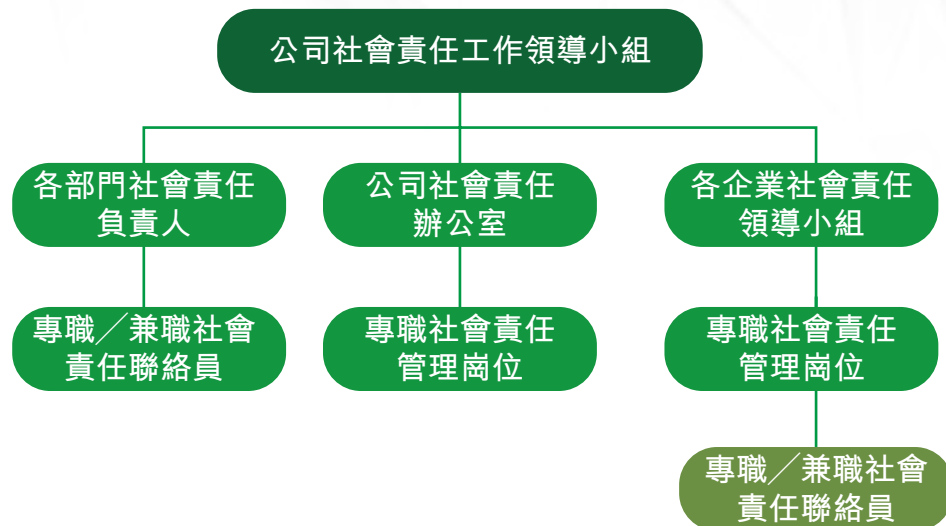 公司社會責任工作領導小組
各部門社會責任
負責人
公司社會責任
辦公室
各企業社會責任
領導小組
專職／兼職社會
責任聯絡員
專職社會責任
管理崗位
專職社會責任
管理崗位
專職／兼職社會
責任聯絡員